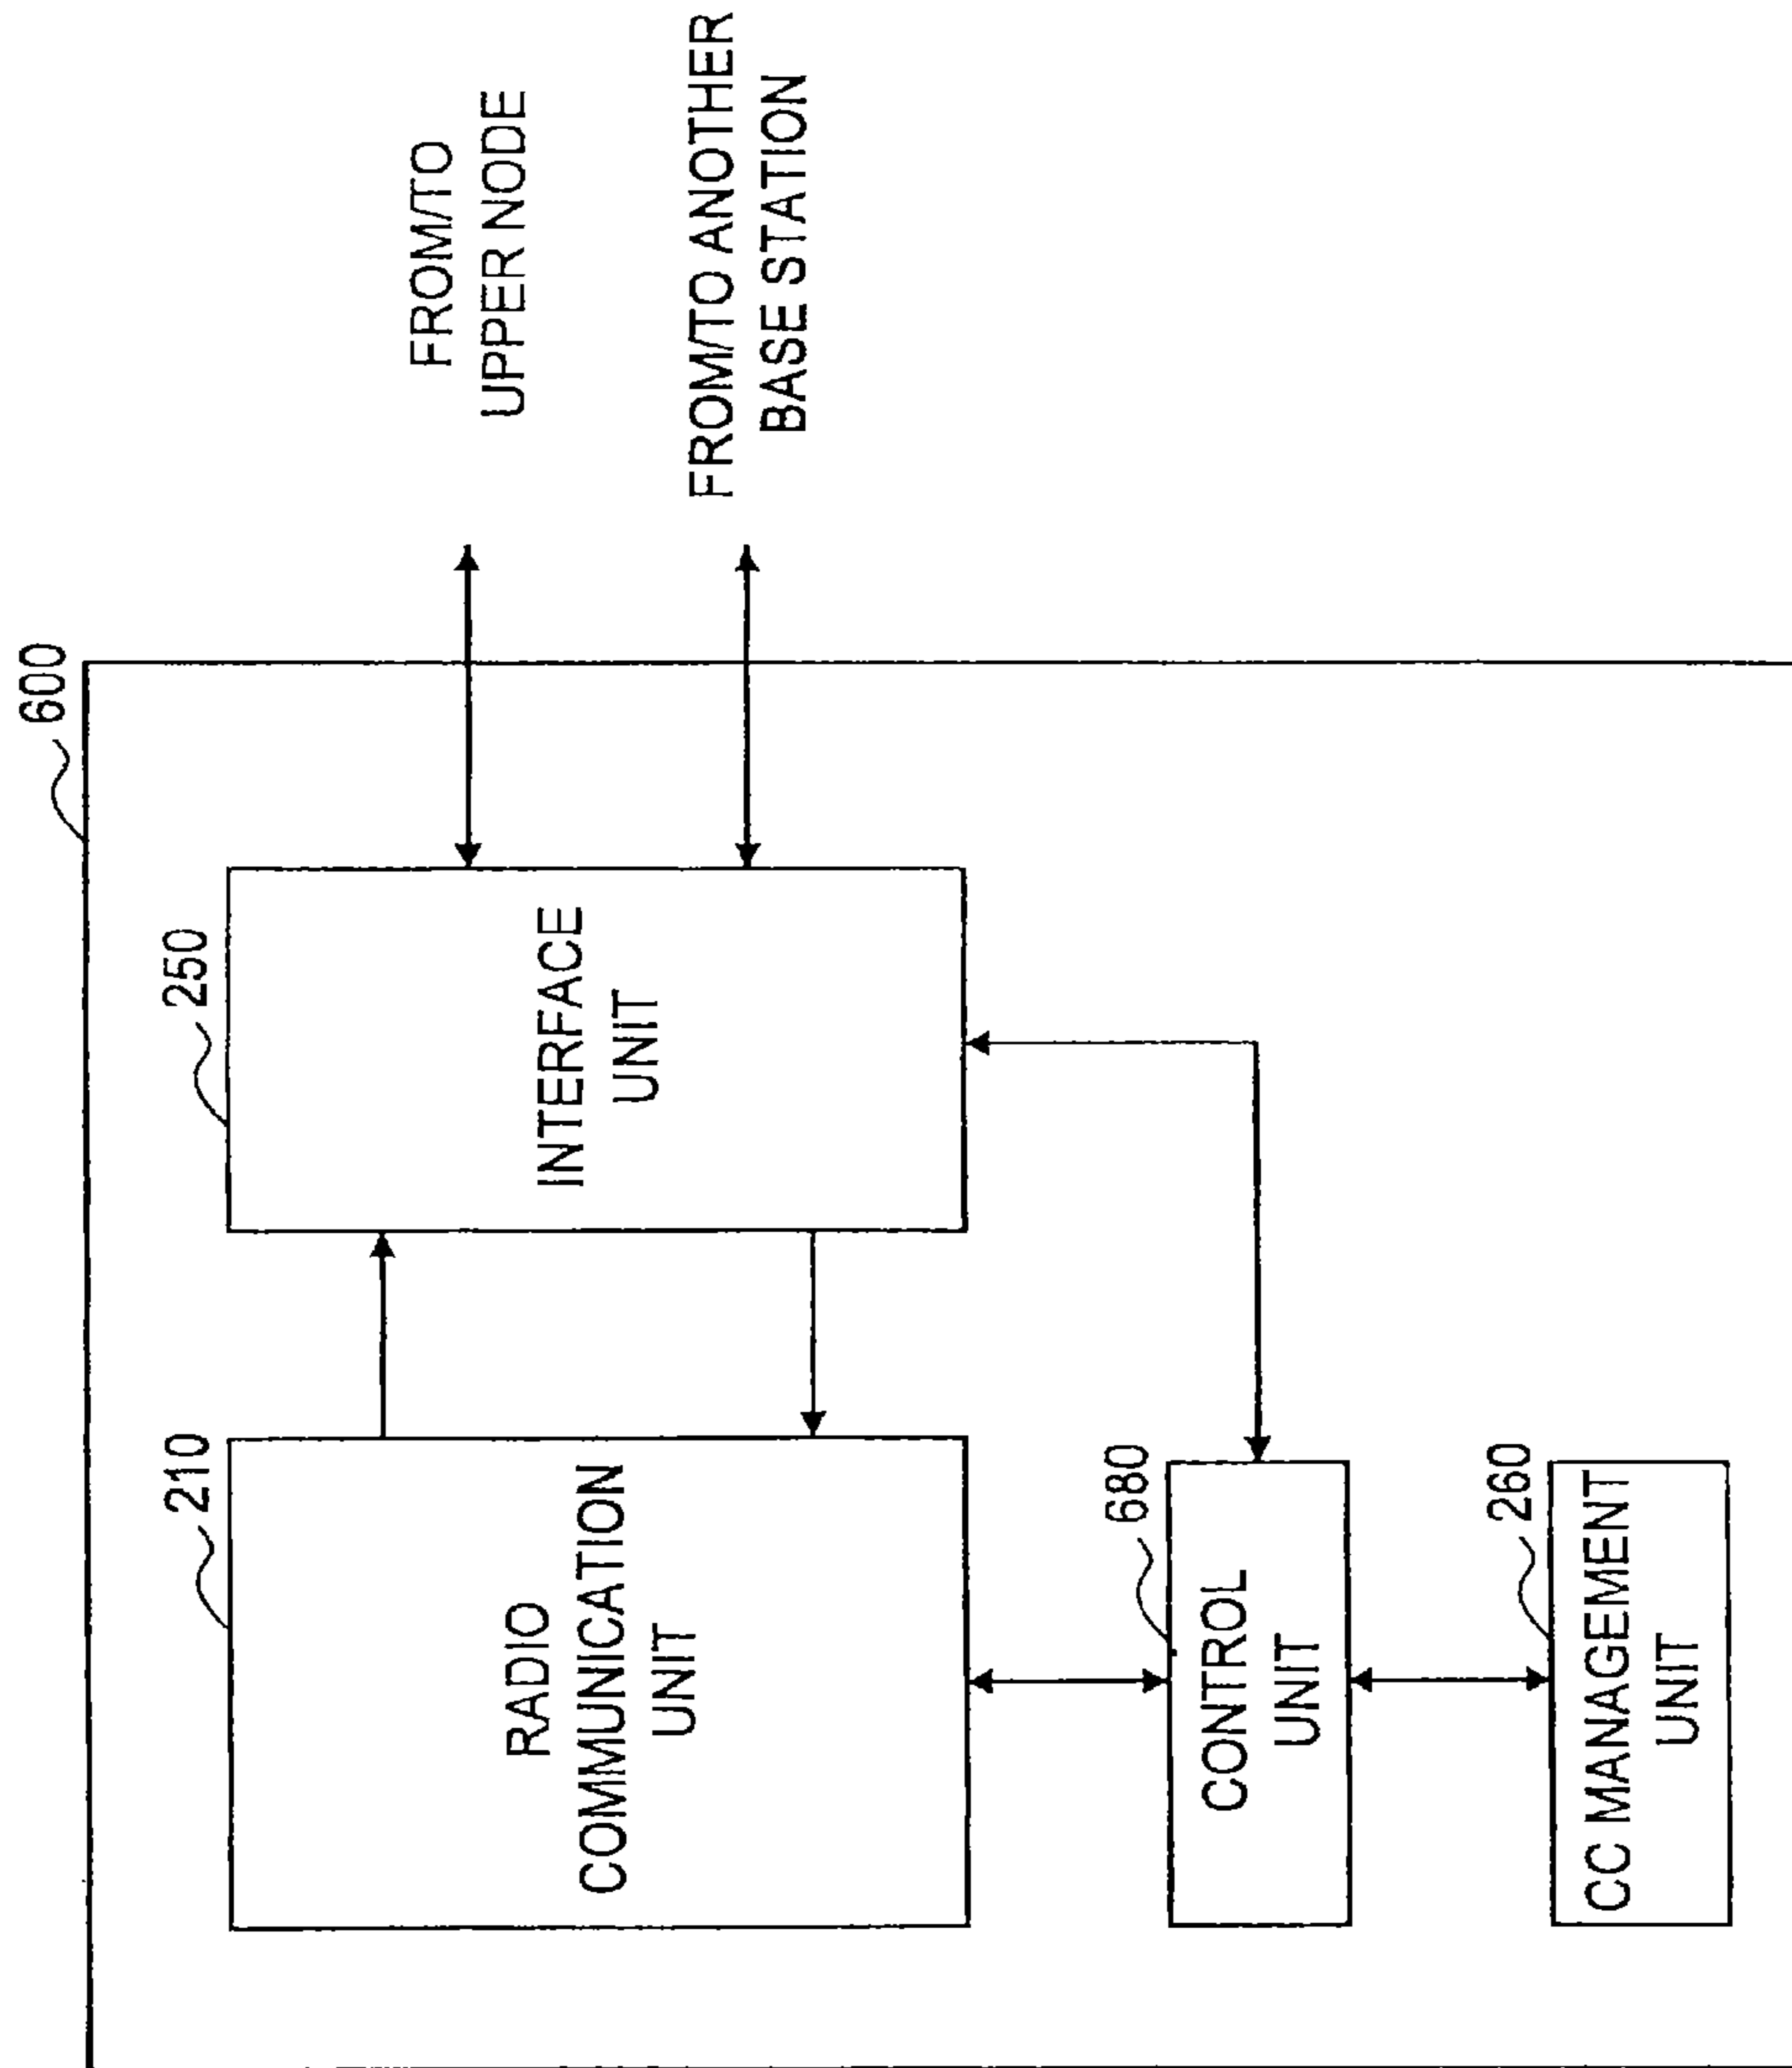 600
210
RADIO
COMMUNICATION
UNIT
250
INTERFACE
UNIT
FROM/TO
UPPER NODE
FROM/TO ANOTHER
BASE STATION
680
CONTROL
UNIT
260
CC MANAGEMENT
UNIT